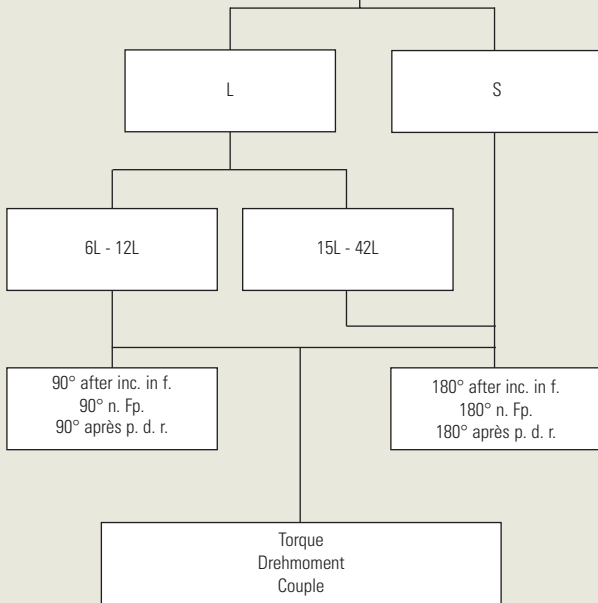 L
S
6L - 12L
15L - 42L
90° after inc. in f.
90° n. Fp.
90° après p. d. r.
180° after inc. in f.
180° n. Fp.
180° après p. d. r.
Torque
Drehmoment
Couple